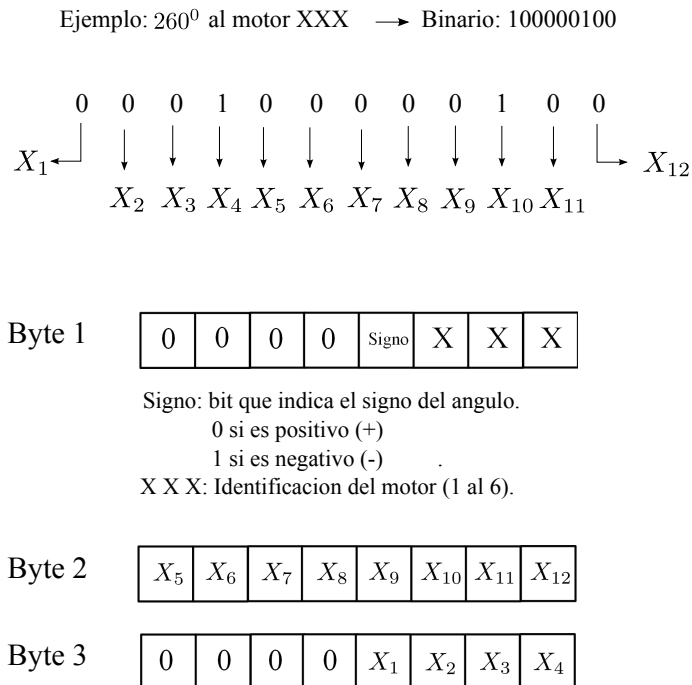 Ejemplo: 260⁰ al motor XXX → Binario: 100000100
0 0 0 1 0 0 0 0 0 1 0 0
X₁ X₁₂
X₂ X₃ X₄ X₅ X₆ X₇ X₈ X₉ X₁₀ X₁₁
Byte 1 0 0 0 0 Signo X X X
Signo: bit que indica el signo del angulo.
0 si es positivo (+)
1 si es negativo (-) .
X X X: Identificacion del motor (1 al 6).
Byte 2 X₅ X₆ X₇ X₈ X₉ X₁₀ X₁₁ X₁₂
Byte 3 0 0 0 0 X₁ X₂ X₃ X₄